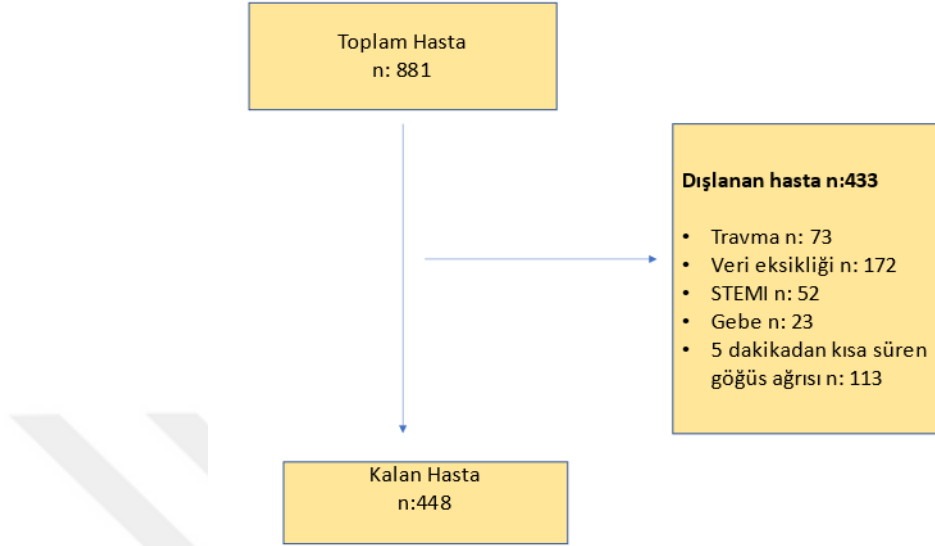 Toplam Hasta
n: 881
Dışlanan hasta n:433
• Travma n: 73
• Veri eksikliği n: 172
• STEMI n: 52
• Gebe n: 23
• 5 dakikadan kısa süren
göğüs ağrısı n: 113
Kalan Hasta
n:448